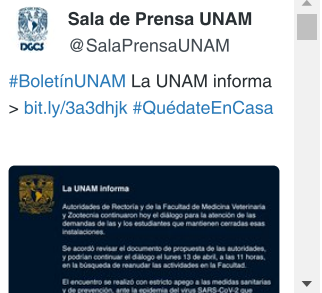 Sala de Prensa UNAM
DGCS
@SalaPrensaUNAM
#BoletínUNAM La UNAM informa
> bit.ly/3a3dhjk #QuédateEnCasa
La UNAM informa
Autoridades de Rectoría y de la Facultad de Medicina Veterinaria
y Zootecnia continuaron hoy el diálogo para la atención de las
demandas de las y los estudiantes que mantienen cerradas esas
instalaciones.
Se acordó revisar el documento de propuesta de las autoridades,
y podrían continuar el diálogo el lunes 13 de abril, a las 11 horas,
en la búsqueda de reanudar las actividades en la Facultad.
El encuentro se realizó con estricto apego a las medidas sanitarias
y de prevención, ante la epidemia del virus SARS-CoV-2 que